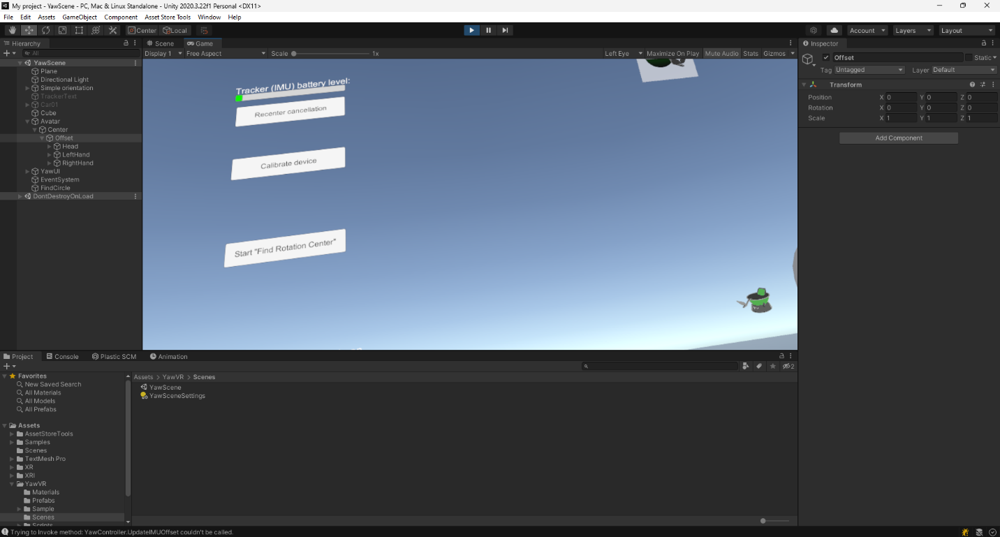 My project - YawScene - PC, Mac & Linux Standalone - Unity 2020.3.22f1 Personal <DX11>
File Edit Assets GameObject Component Asset Store Tools Window Help
Center Local Account Layers Layout
Hierarchy
All
YawScene
Plane
Directional Light
Simple orientation
TrackerText
Car01
Cube
Avatar
Center
Offset
Head
LeftHand
RightHand
YawUI
EventSystem
FindCircle
DontDestroyOnLoad
Scene Game
Display 1 Free Aspect Scale 1x Left Eye Maximize On Play Mute Audio Stats Gizmos
Tracker (IMU) battery level:
Recenter cancellation
Calibrate device
Start "Find Rotation Center"
Inspector
Offset Static
Tag Untagged Layer Default
Transform
Position X 0 Y 0 Z 0
Rotation X 0 Y 0 Z 0
Scale X 1 Y 1 Z 1
Add Component
Project Console Plastic SCM Animation
2
Favorites
New Saved Search
All Materials
All Models
All Prefabs
Assets
AssetStoreTools
Samples
Scenes
TextMesh Pro
XR
XRI
YawVR
Materials
Prefabs
Sample
Scenes
Scripts
Assets > YawVR > Scenes
YawScene
YawSceneSettings
Trying to Invoke method: YawController.UpdateIMUOffset couldn't be called.